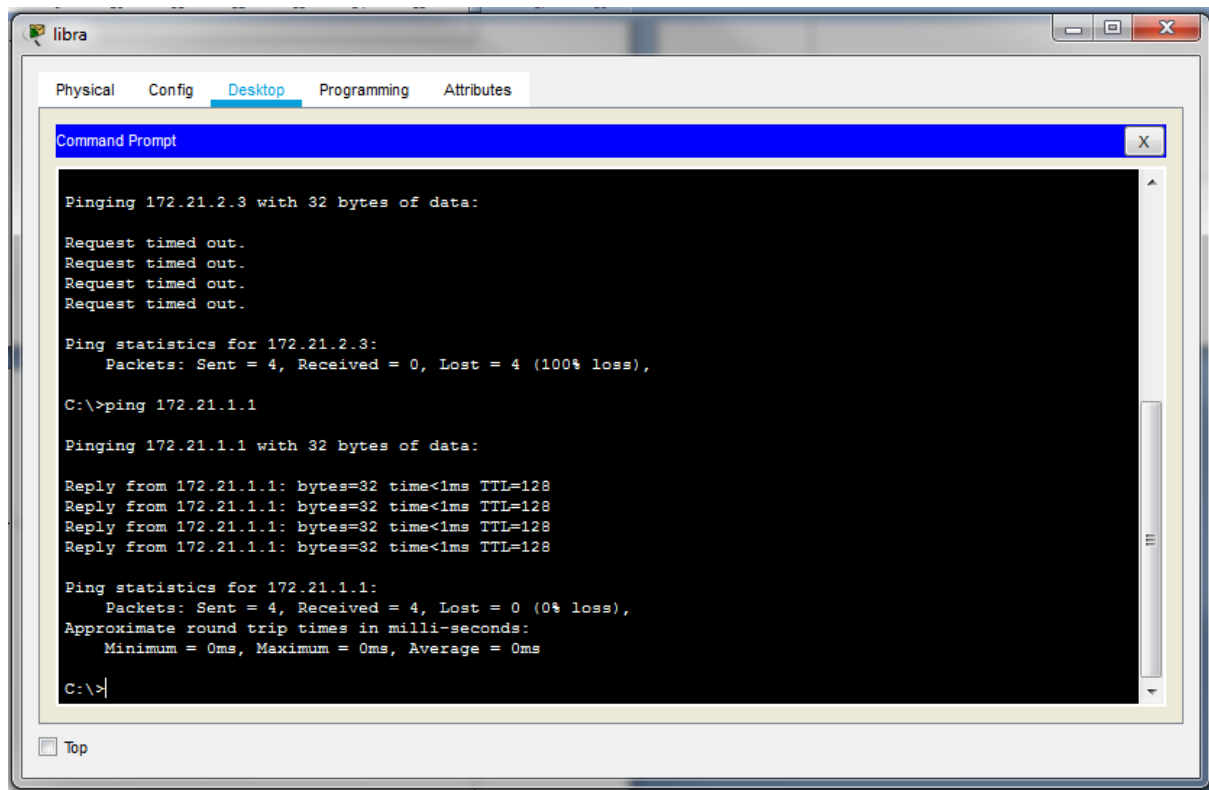 libra
Physical Config Desktop Programming Attributes
Command Prompt
X
Pinging 172.21.2.3 with 32 bytes of data:
Request timed out.
Request timed out.
Request timed out.
Request timed out.
Ping statistics for 172.21.2.3:
Packets: Sent = 4, Received = 0, Lost = 4 (100% loss),
C:\>ping 172.21.1.1
Pinging 172.21.1.1 with 32 bytes of data:
Reply from 172.21.1.1: bytes=32 time<1ms TTL=128
Reply from 172.21.1.1: bytes=32 time<1ms TTL=128
Reply from 172.21.1.1: bytes=32 time<1ms TTL=128
Reply from 172.21.1.1: bytes=32 time<1ms TTL=128
Ping statistics for 172.21.1.1:
Packets: Sent = 4, Received = 4, Lost = 0 (0% loss),
Approximate round trip times in milli-seconds:
Minimum = 0ms, Maximum = 0ms, Average = 0ms
C:\>
Top